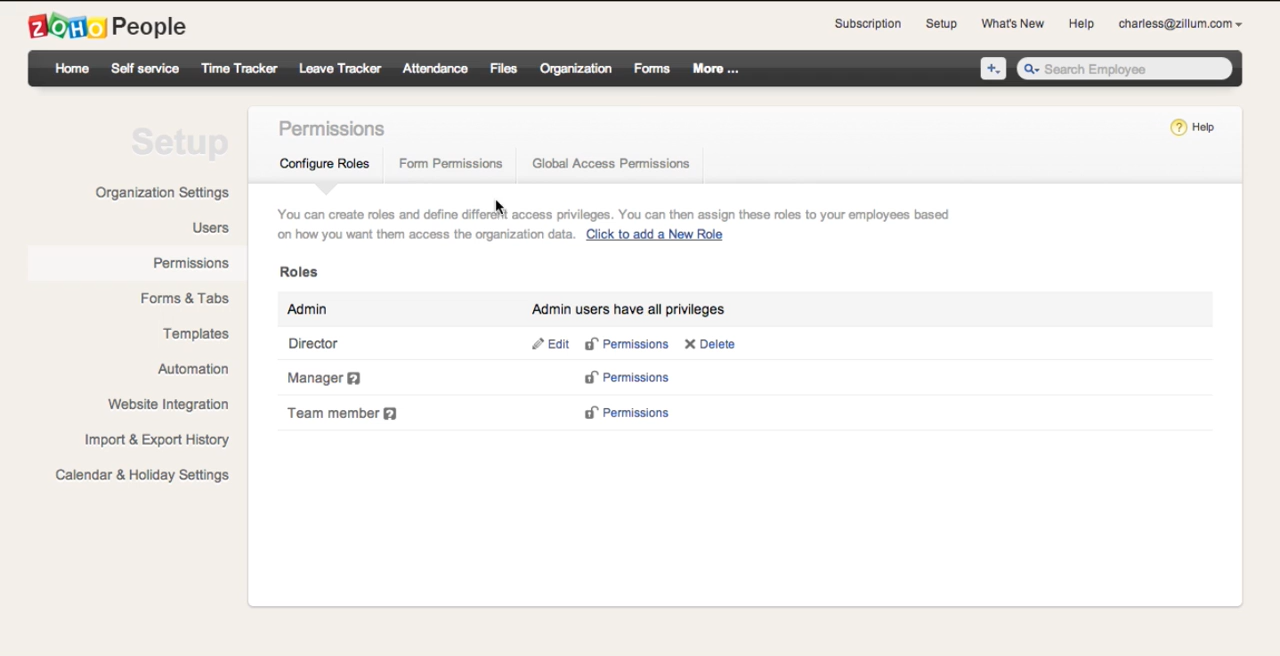 ZOHO People
Subscription Setup What's New Help charless@zillum.com
Home Self service Time Tracker Leave Tracker Attendance Files Organization Forms More ... Search Employee
Setup
Organization Settings
Users
Permissions
Forms & Tabs
Templates
Automation
Website Integration
Import & Export History
Calendar & Holiday Settings
Permissions
? Help
Configure Roles Form Permissions Global Access Permissions
You can create roles and define different access privileges. You can then assign these roles to your employees based
on how you want them access the organization data. Click to add a New Role
Roles
Admin Admin users have all privileges
Director Edit Permissions Delete
Manager ? Permissions
Team member ? Permissions